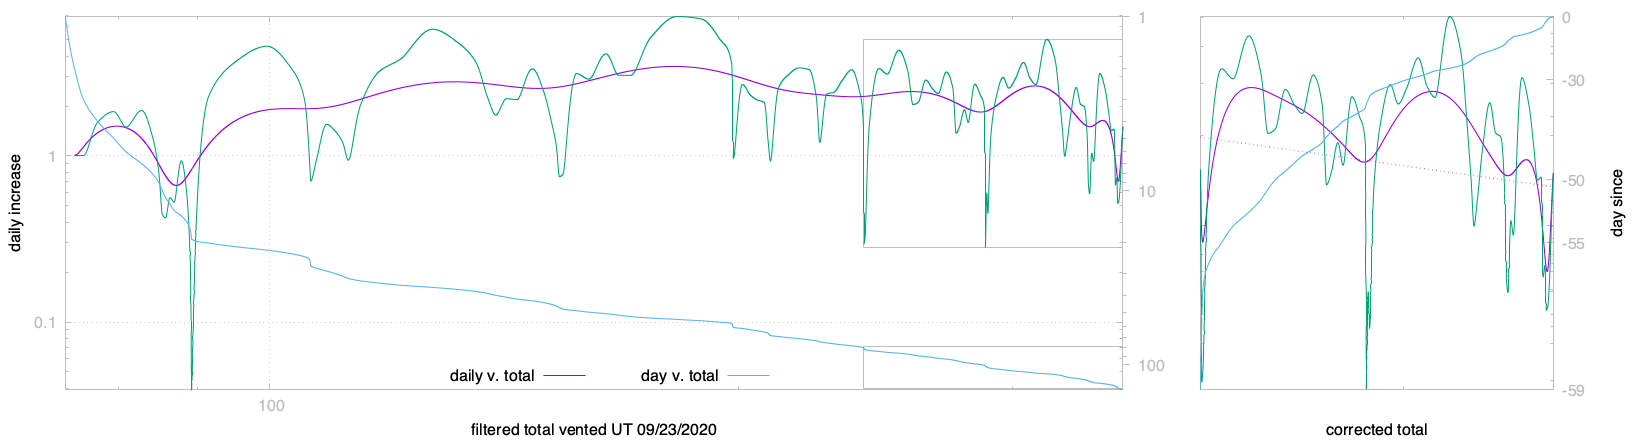 1
0.1
daily increase
100
filtered total vented UT 09/23/2020
daily v. total
day v. total
1
10
100
corrected total
0
-30
-50
-55
-59
day since